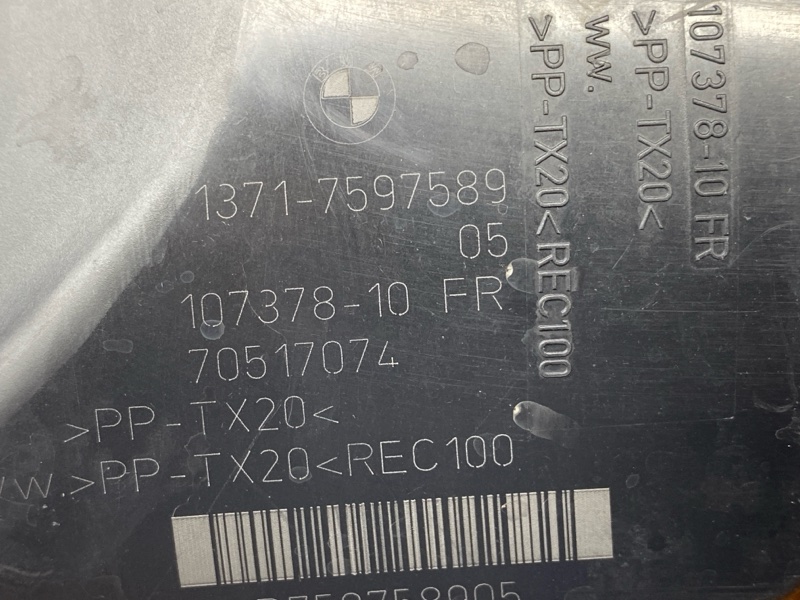 BMW
1371-7597589
05
107378-10 FR
70517074
>PP-TX20<
WW.>PP-TX20<REC100
107378-10 FR
>PP-TX20<
WW.
>PP-TX20<REC100